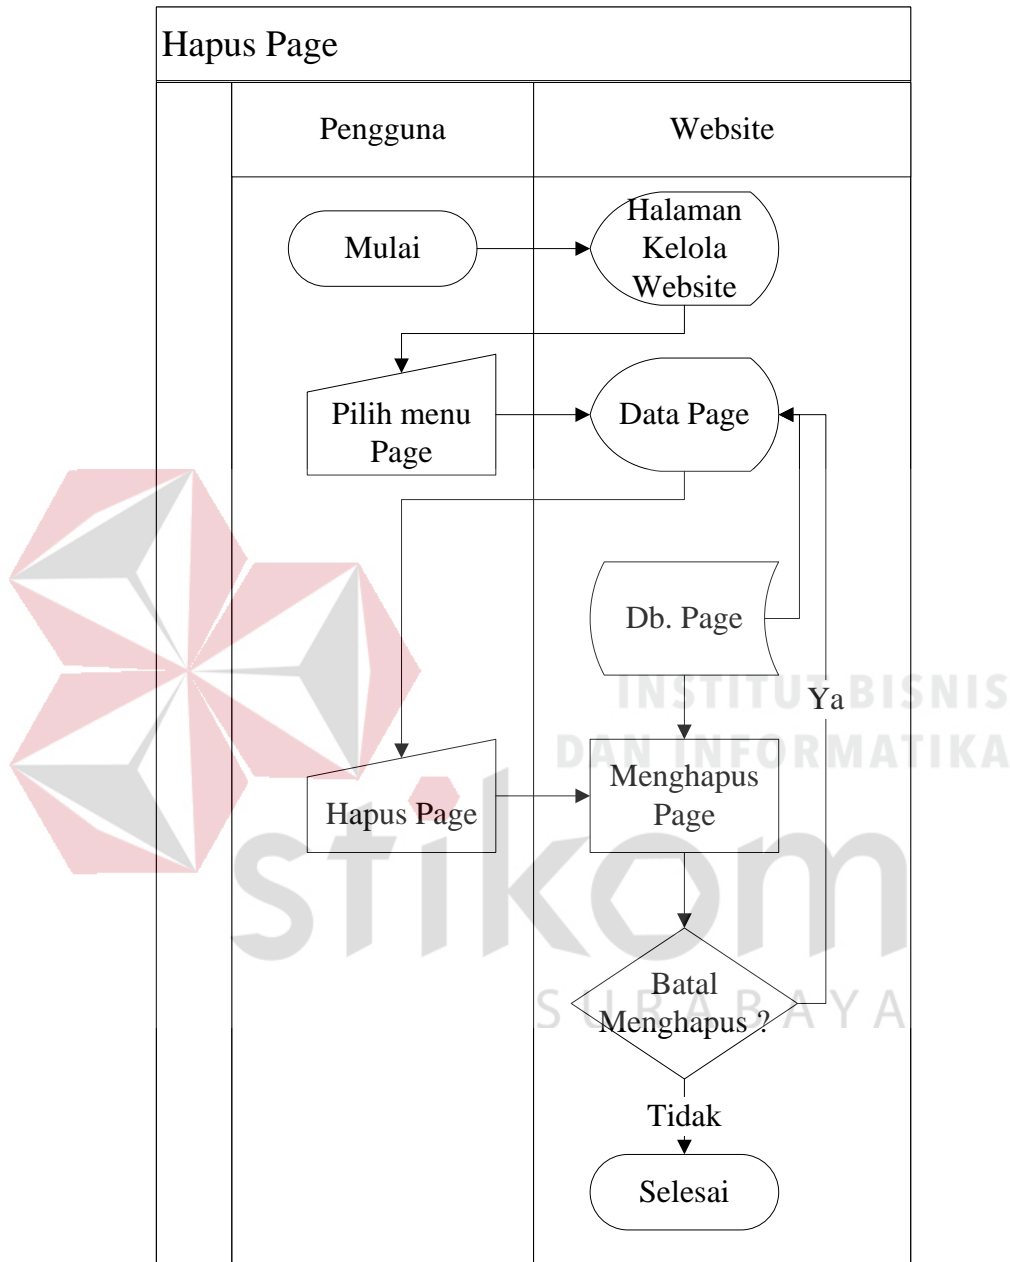 Hapus Page
Pengguna
Website
Mulai
Halaman
Kelola
Website
Pilih menu
Page
Data Page
Db. Page
INSTITUT BISNIS
DAN INFORMATIKA
Ya
Hapus Page
Menghapus
Page
stikom
SURABAYA
Batal
Menghapus ?
Tidak
Selesai